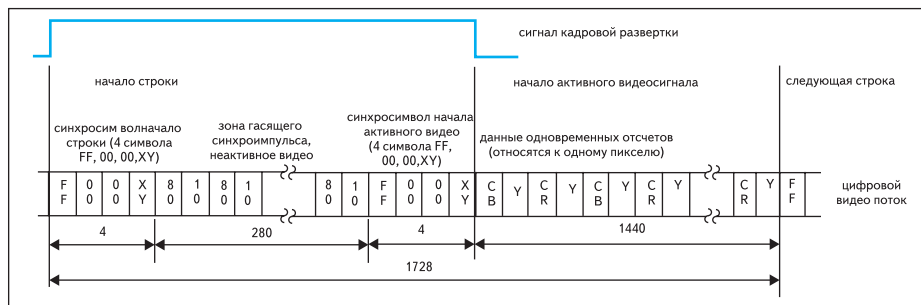 сигнал кадровой развертки
начало строки
начало активного видеосигнала
следующая строка
синхросим волначало
строки (4 символа
FF, 00, 00,XY)
зона гасящего
синхроимпульса,
неактивное видео
синхросимвол начала
активного видео
(4 символа FF,
00, 00,XY)
данные одновременных отсчетов
(относятся к одному пикселю)
F 0 0 X 8 1 8 1 8 1 F 0 0 X C Y C Y C Y C Y C Y F
F 0 0 Y 0 0 0 0 0 0 F 0 0 Y B R B R R F
цифровой
видео поток
4 280 4 1440
1728